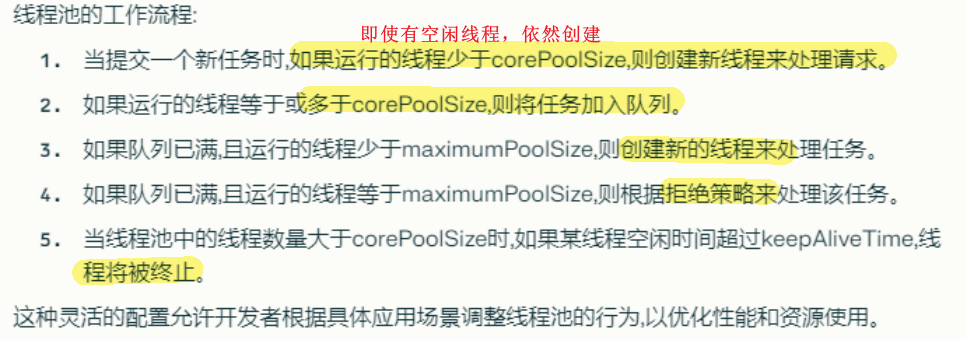 线程池的工作流程:
即使有空闲线程，依然创建
1. 当提交一个新任务时,如果运行的线程少于corePoolSize,则创建新线程来处理请求。
2. 如果运行的线程等于或多于corePoolSize,则将任务加入队列。
3. 如果队列已满,且运行的线程少于maximumPoolSize,则创建新的线程来处理任务。
4. 如果队列已满,且运行的线程等于maximumPoolSize,则根据拒绝策略来处理该任务。
5. 当线程池中的线程数量大于corePoolSize时,如果某线程空闲时间超过keepAliveTime,线
程将被终止。
这种灵活的配置允许开发者根据具体应用场景调整线程池的行为,以优化性能和资源使用。